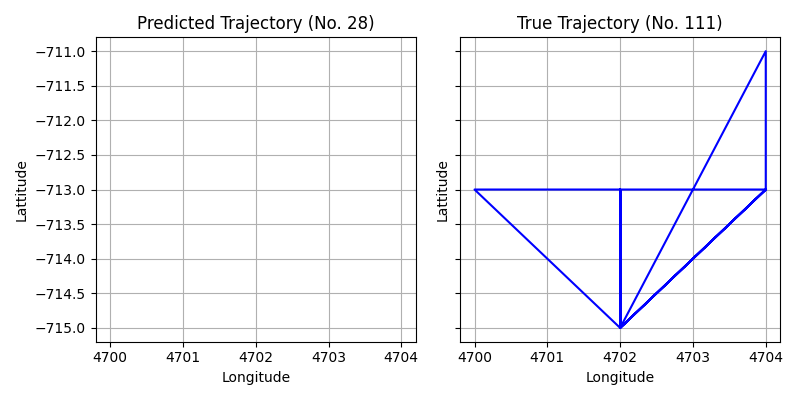 Predicted Trajectory (No. 28)
−711.0
−711.5
−712.0
−712.5
−713.0
−713.5
−714.0
−714.5
−715.0
Lattitude
4700 4701 4702 4703 4704
Longitude
True Trajectory (No. 111)
Lattitude
4700 4701 4702 4703 4704
Longitude